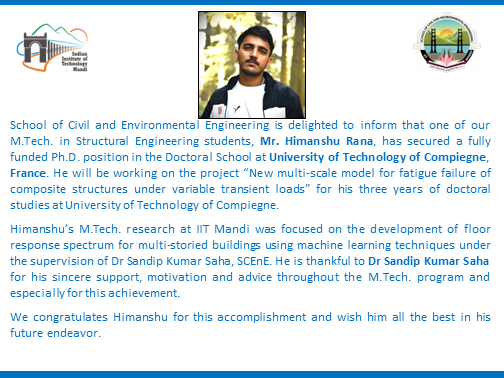 Indian
Institute of
Technology
Mandi
School of Civil and Environmental Engineering is delighted to inform that one of our
M.Tech. in Structural Engineering students, Mr. Himanshu Rana, has secured a fully
funded Ph.D. position in the Doctoral School at University of Technology of Compiegne,
France. He will be working on the project “New multi-scale model for fatigue failure of
composite structures under variable transient loads” for his three years of doctoral
studies at University of Technology of Compiegne.
Himanshu’s M.Tech. research at IIT Mandi was focused on the development of floor
response spectrum for multi-storied buildings using machine learning techniques under
the supervision of Dr Sandip Kumar Saha, SCEnE. He is thankful to Dr Sandip Kumar Saha
for his sincere support, motivation and advice throughout the M.Tech. program and
especially for this achievement.
We congratulates Himanshu for this accomplishment and wish him all the best in his
future endeavor.